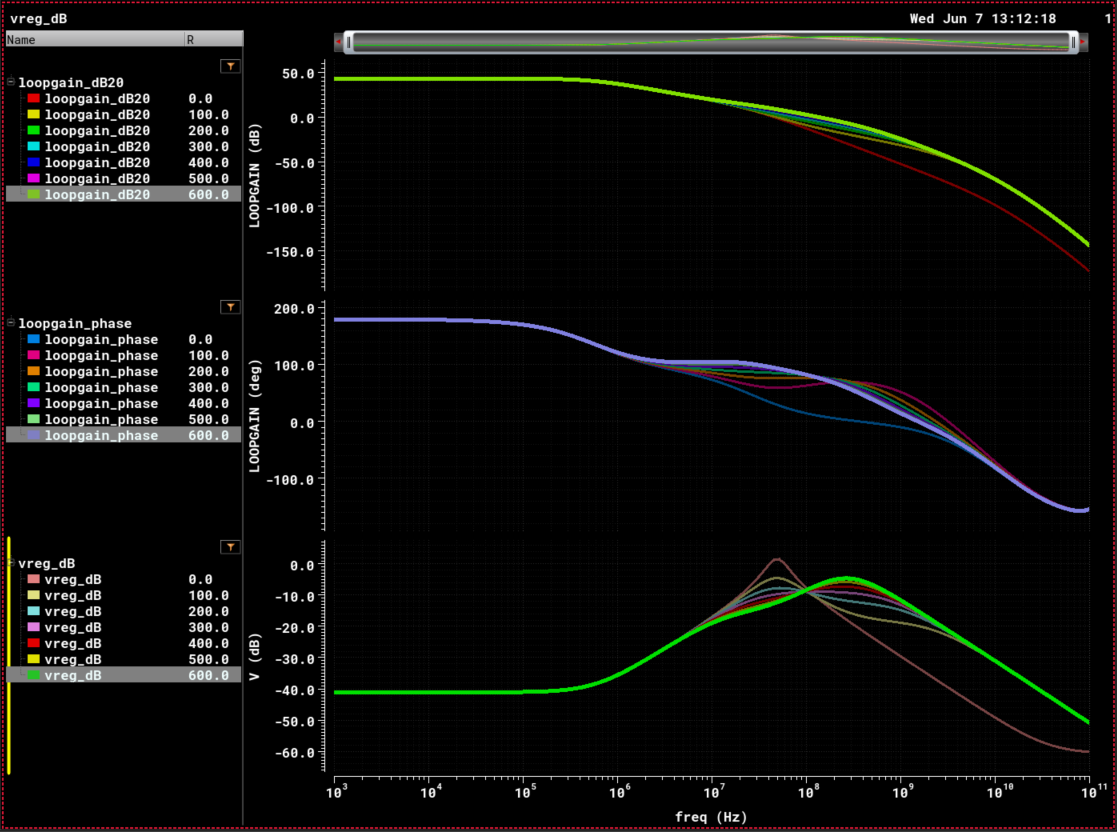 vreg_dB
Wed Jun 7 13:12:18 1
Name R
loopgain_dB20
loopgain_dB20 0.0
loopgain_dB20 100.0
loopgain_dB20 200.0
loopgain_dB20 300.0
loopgain_dB20 400.0
loopgain_dB20 500.0
loopgain_dB20 600.0
LOOPGAIN (dB)
50.0
0.0
-50.0
-100.0
-150.0
loopgain_phase
loopgain_phase 0.0
loopgain_phase 100.0
loopgain_phase 200.0
loopgain_phase 300.0
loopgain_phase 400.0
loopgain_phase 500.0
loopgain_phase 600.0
LOOPGAIN (deg)
200.0
100.0
0.0
-100.0
vreg_dB
vreg_dB 0.0
vreg_dB 100.0
vreg_dB 200.0
vreg_dB 300.0
vreg_dB 400.0
vreg_dB 500.0
vreg_dB 600.0
V (dB)
0.0
-10.0
-20.0
-30.0
-40.0
-50.0
-60.0
10³ 10⁴ 10⁵ 10⁶ 10⁷ 10⁸ 10⁹ 10¹⁰ 10¹¹
freq (Hz)